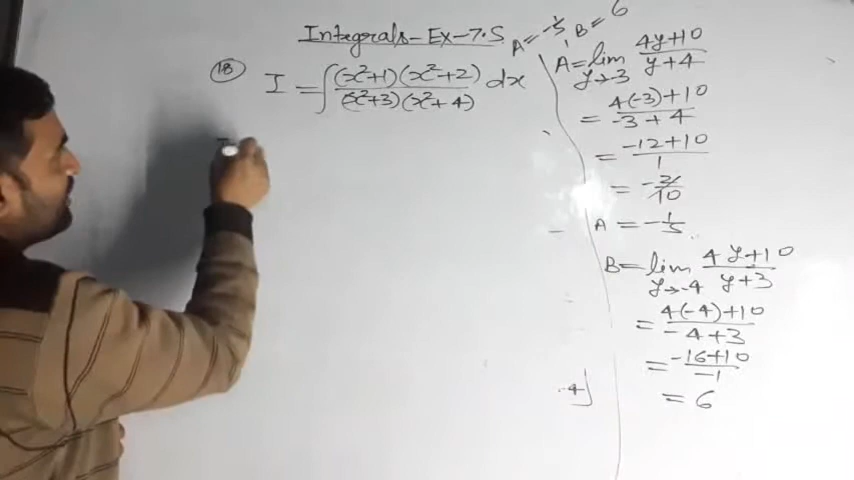 Integrals-Ex-7.5
A = -1/5, B = 6
(18) I = ∫ (x²+1)(x²+2) / (x²+3)(x²+4) dx
A = lim y→-3 4y+10 / y+4
= 4(-3)+10 / -3+4
= -12+10 / 1
= -2/10
A = -1/5
B = lim y→-4 4y+10 / y+3
= 4(-4)+10 / -4+3
= -16+10 / -1
= 6
-4